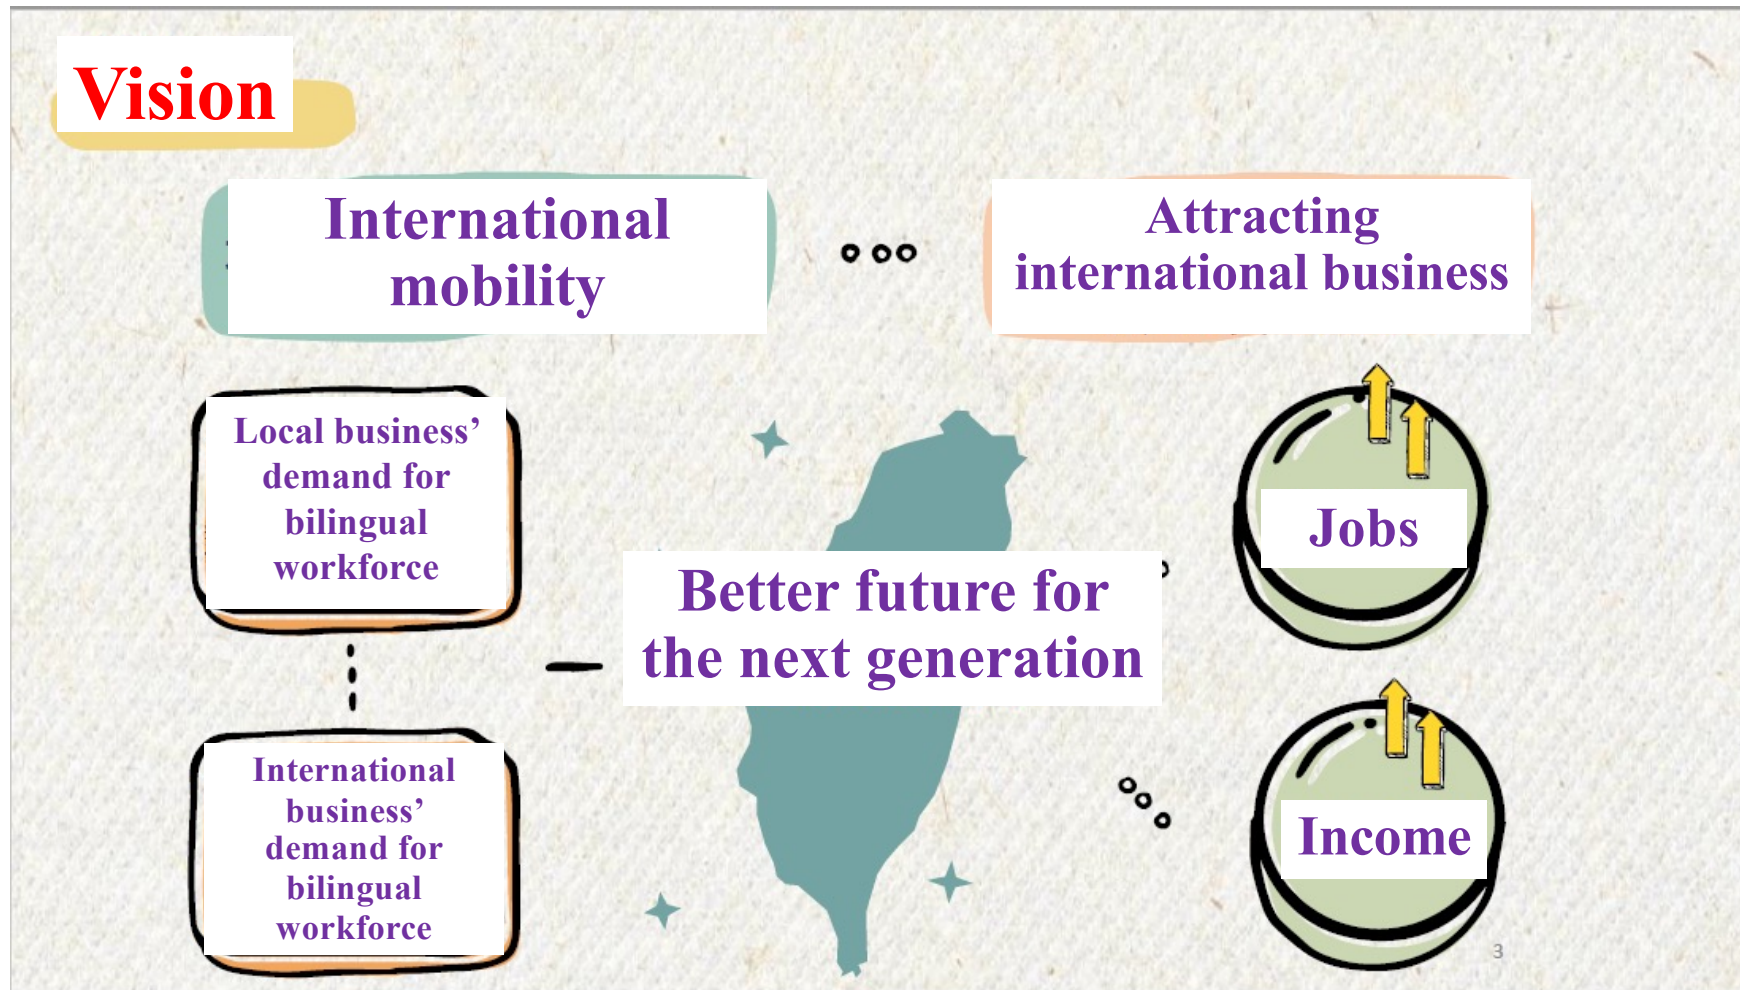 Vision
International
mobility
Attracting
international business
Local business’
demand for
bilingual
workforce
Better future for
the next generation
Jobs
International
business’
demand for
bilingual
workforce
Income
3